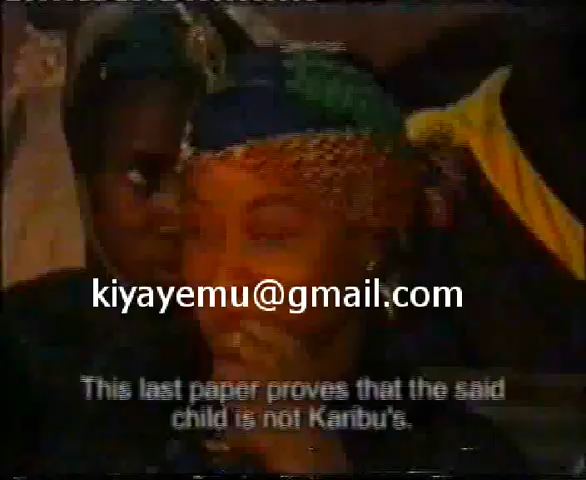 kiyayemu@gmail.com
This last paper proves that the said
child is not Karibu's.